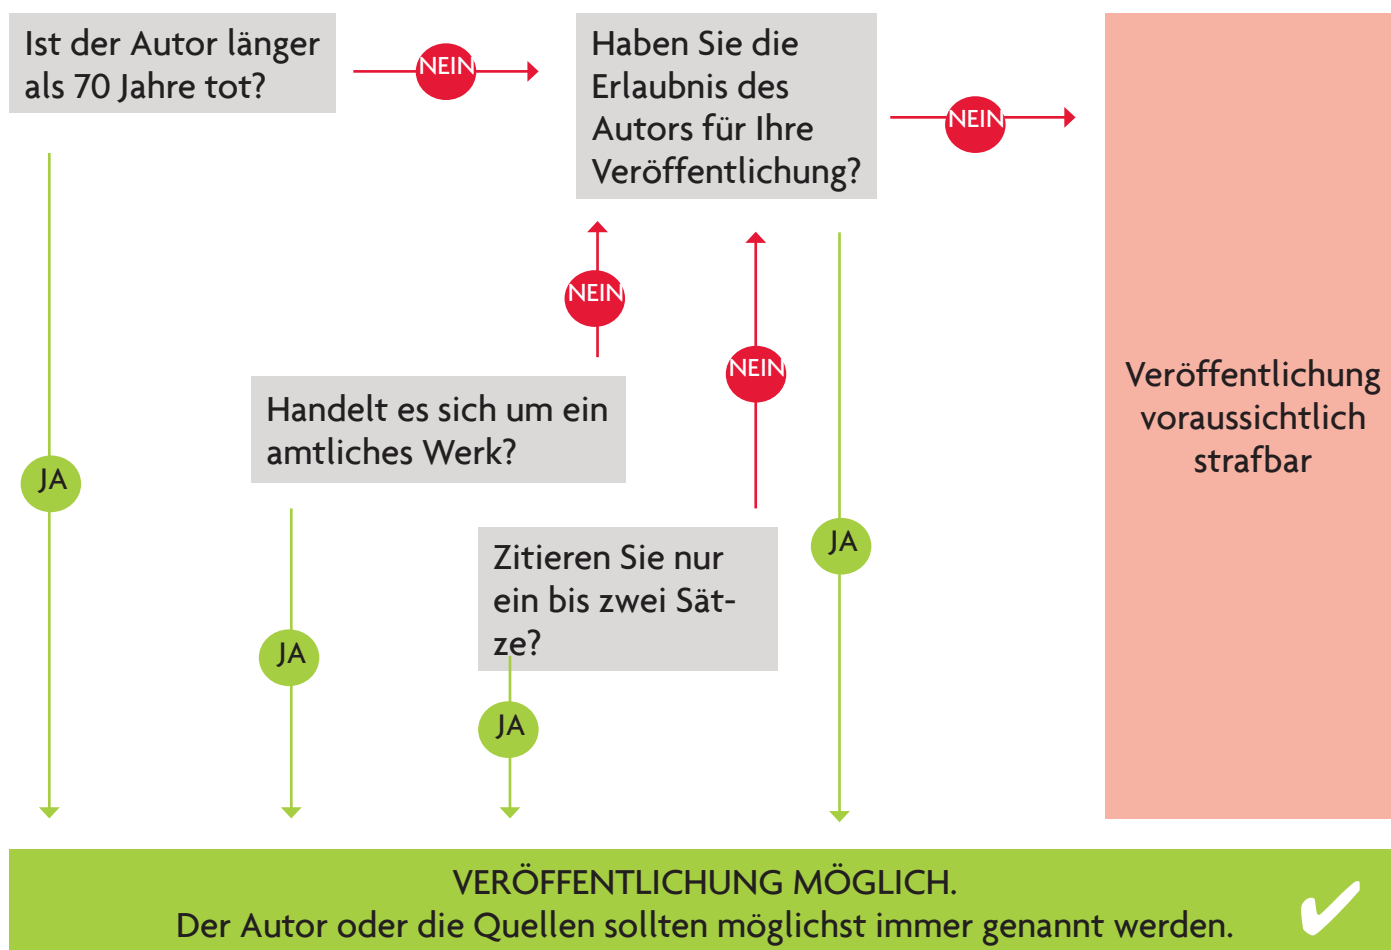 Ist der Autor länger
als 70 Jahre tot?
NEIN
Haben Sie die
Erlaubnis des
Autors für Ihre
Veröffentlichung?
NEIN
NEIN
NEIN
Handelt es sich um ein
amtliches Werk?
Veröffentlichung
voraussichtlich
strafbar
JA
Zitieren Sie nur
ein bis zwei Sät-
ze?
JA
JA
JA
VERÖFFENTLICHUNG MÖGLICH.
Der Autor oder die Quellen sollten möglichst immer genannt werden.